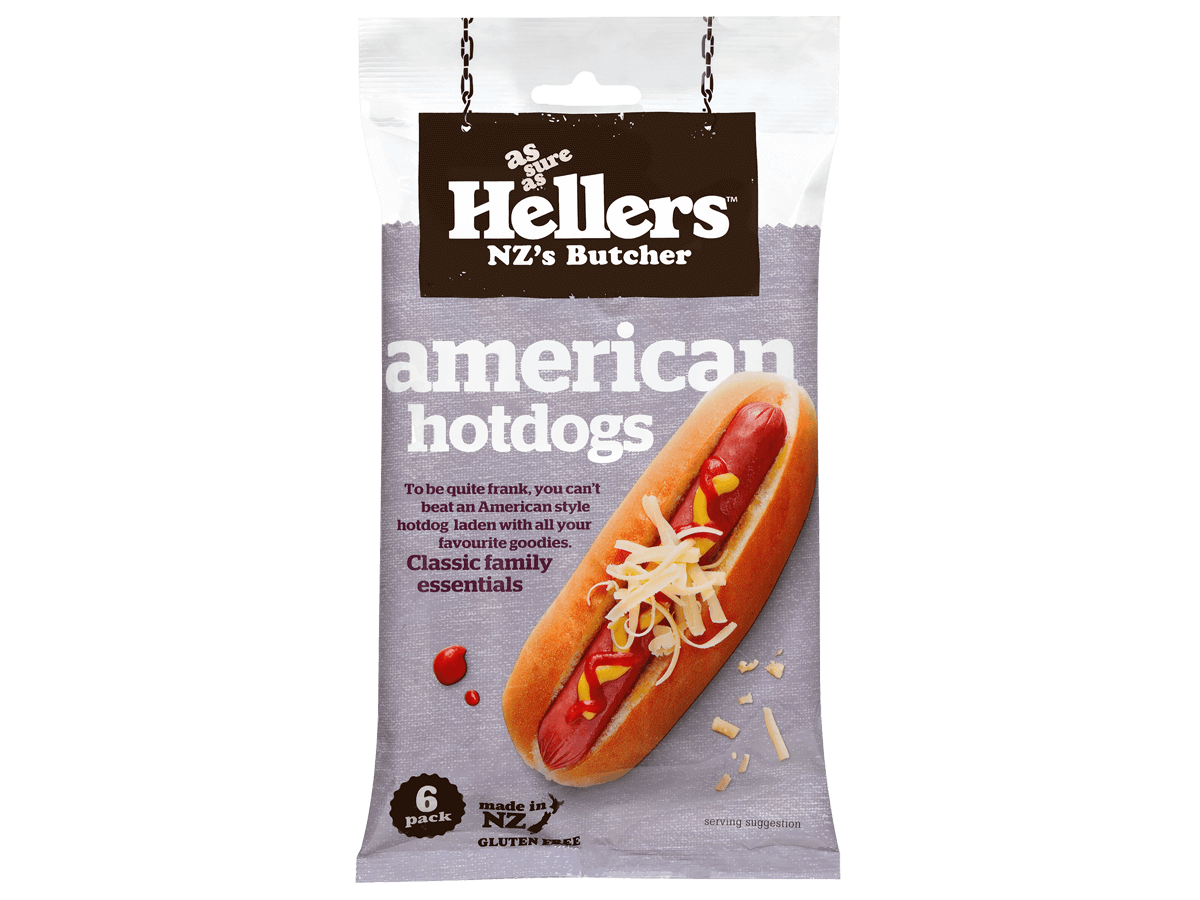 as
sure
as
Hellers™
NZ's Butcher
american
hotdogs
To be quite frank, you can't
beat an American style
hotdog laden with all your
favourite goodies.
Classic family
essentials
6
pack
made in
NZ
GLUTEN FREE
serving suggestion